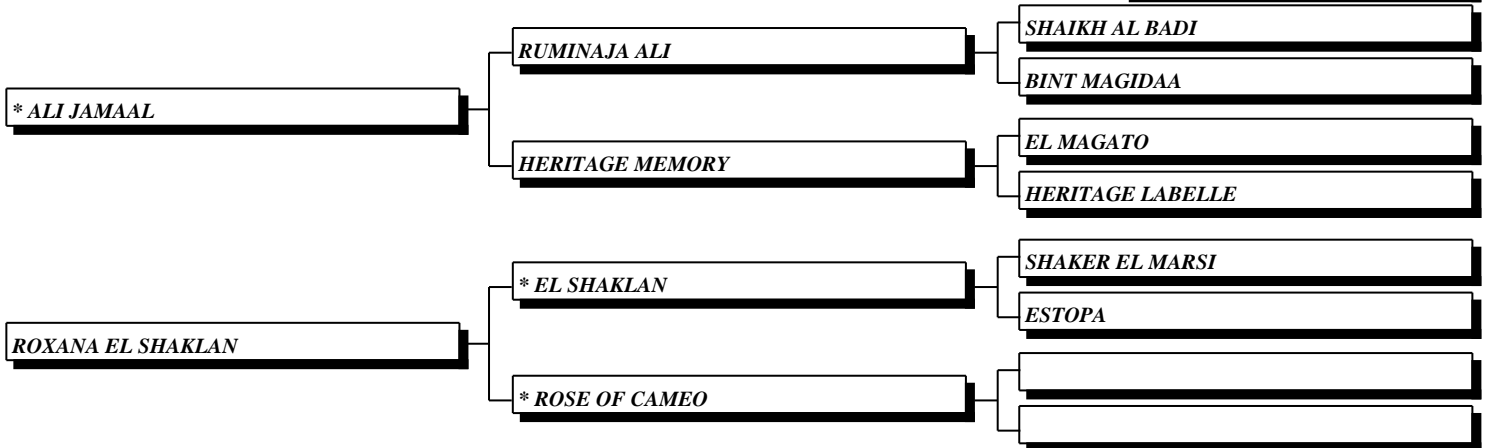 SHAIKH AL BADI
RUMINAJA ALI
BINT MAGIDAA
* ALI JAMAAL
EL MAGATO
HERITAGE MEMORY
HERITAGE LABELLE
SHAKER EL MARSI
* EL SHAKLAN
ESTOPA
ROXANA EL SHAKLAN
* ROSE OF CAMEO